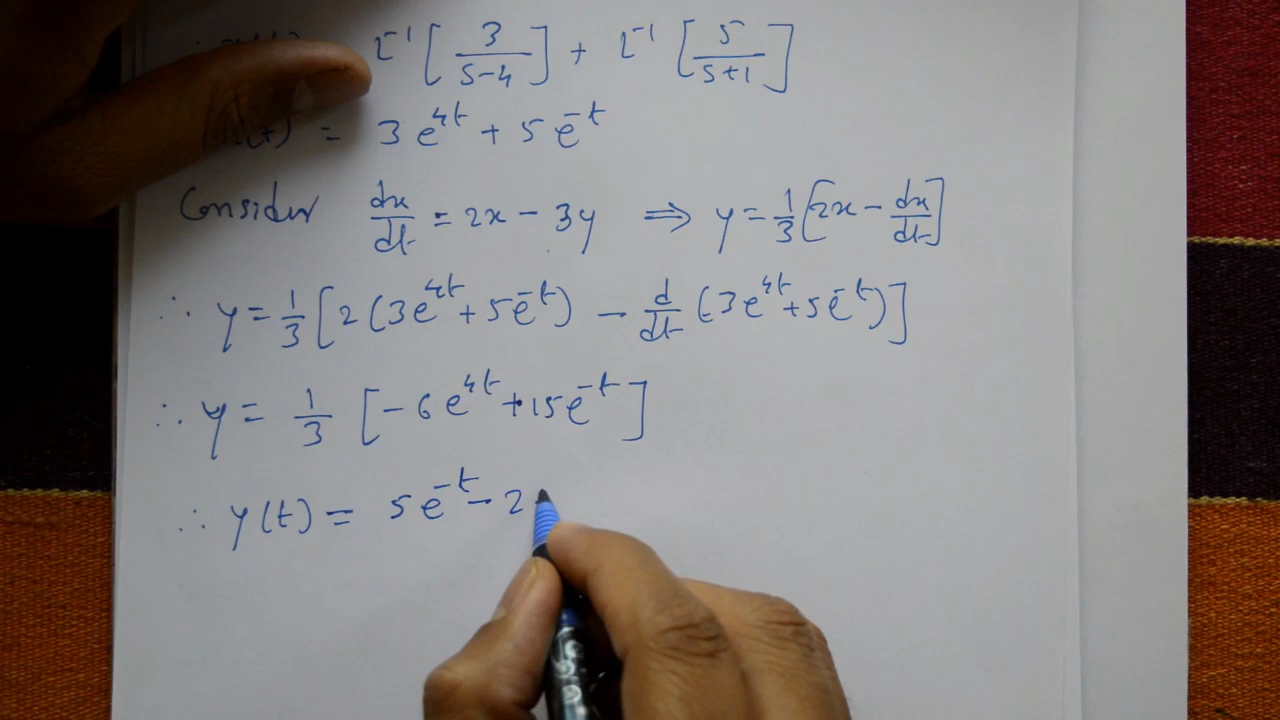 = L⁻¹ [ 3/(s-4) ] + L⁻¹ [ 5/(s+1) ]
(t) = 3e^{4t} + 5e^{-t}
Consider dx/dt = 2x - 3y ⇒ y = 1/3 [2x - dx/dt]
∴ y = 1/3 [2(3e^{4t} + 5e^{-t}) - d/dt (3e^{4t} + 5e^{-t})]
∴ y = 1/3 [-6e^{4t} + 15e^{-t}]
∴ y(t) = 5e^{-t} - 2